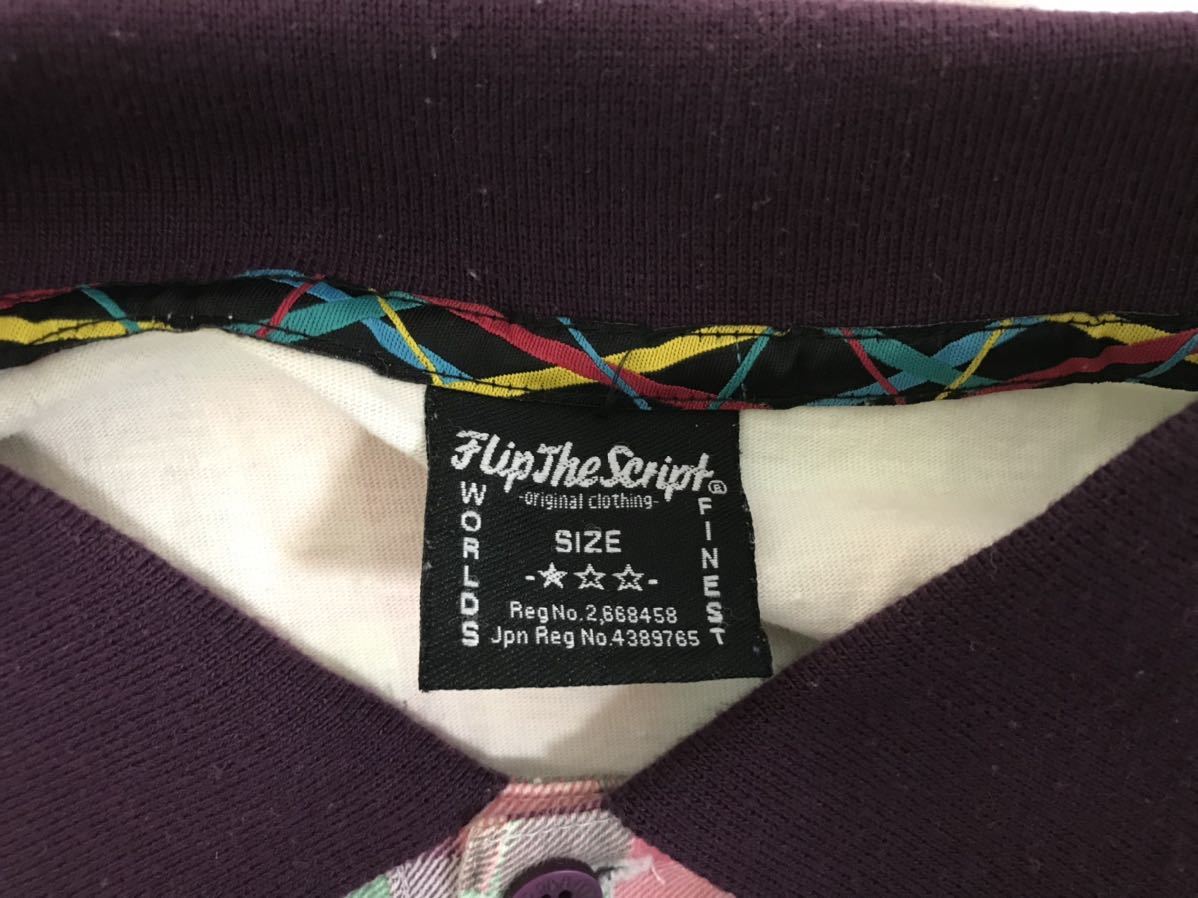 FlipTheScript®
-original clothing-
WORLDS
FINEST
SIZE
-★☆☆-
Reg No.2,668458
Jpn Reg No.4389765